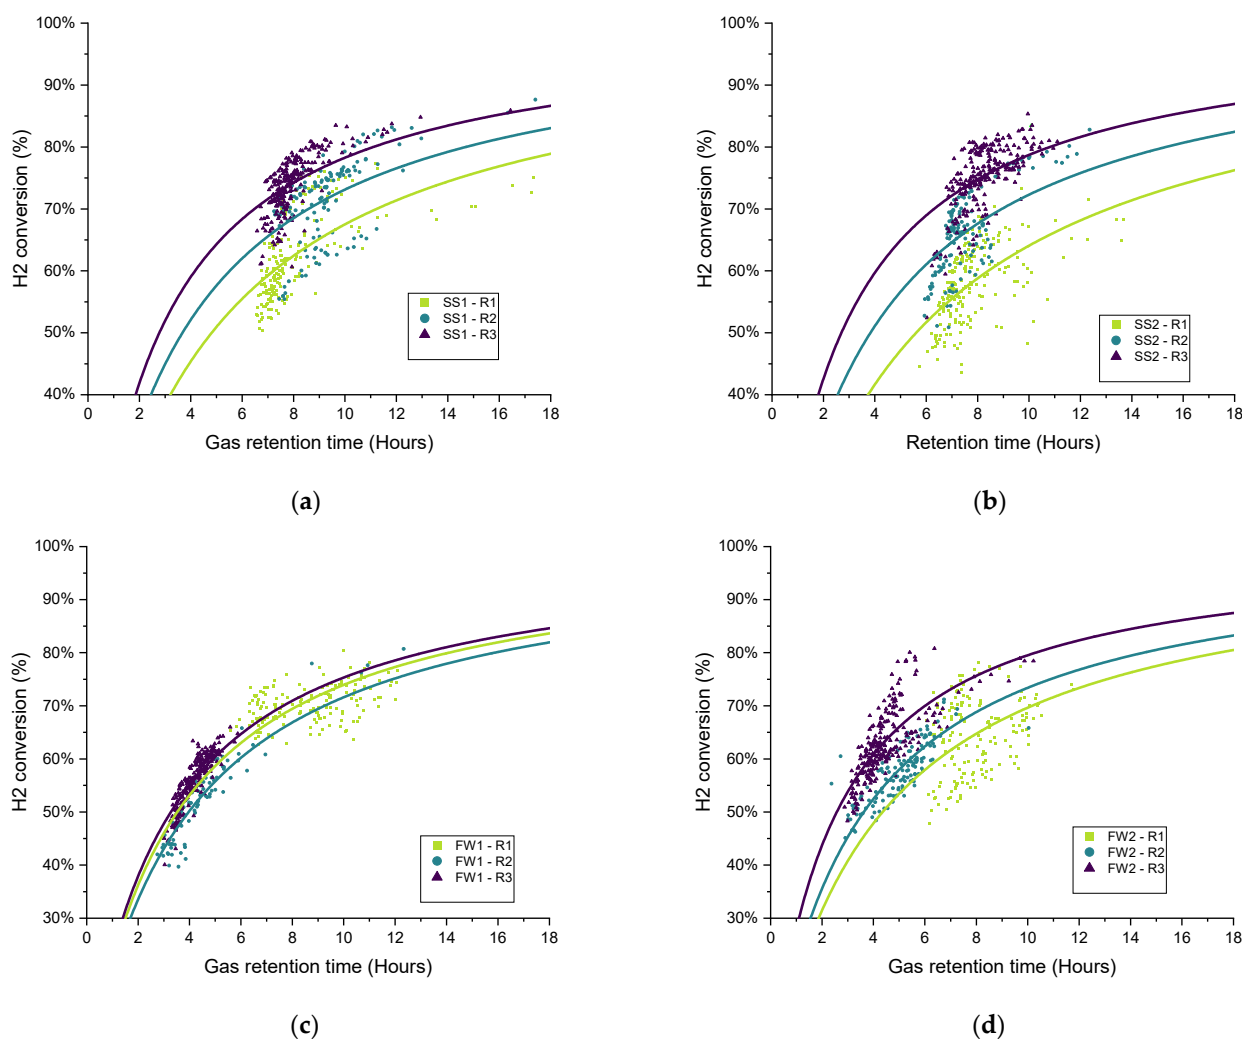 100%
90%
80%
70%
60%
50%
40%
H2 conversion (%)
0 2 4 6 8 10 12 14 16 18
Gas retention time (Hours)
SS1 - R1
SS1 - R2
SS1 - R3
(a)
100%
90%
80%
70%
60%
50%
40%
H2 conversion (%)
0 2 4 6 8 10 12 14 16 18
Retention time (Hours)
SS2 - R1
SS2 - R2
SS2 - R3
(b)
100%
90%
80%
70%
60%
50%
40%
30%
H2 conversion (%)
0 2 4 6 8 10 12 14 16 18
Gas retention time (Hours)
FW1 - R1
FW1 - R2
FW1 - R3
(c)
100%
90%
80%
70%
60%
50%
40%
30%
H2 conversion (%)
0 2 4 6 8 10 12 14 16 18
Gas retention time (Hours)
FW2 - R1
FW2 - R2
FW2 - R3
(d)